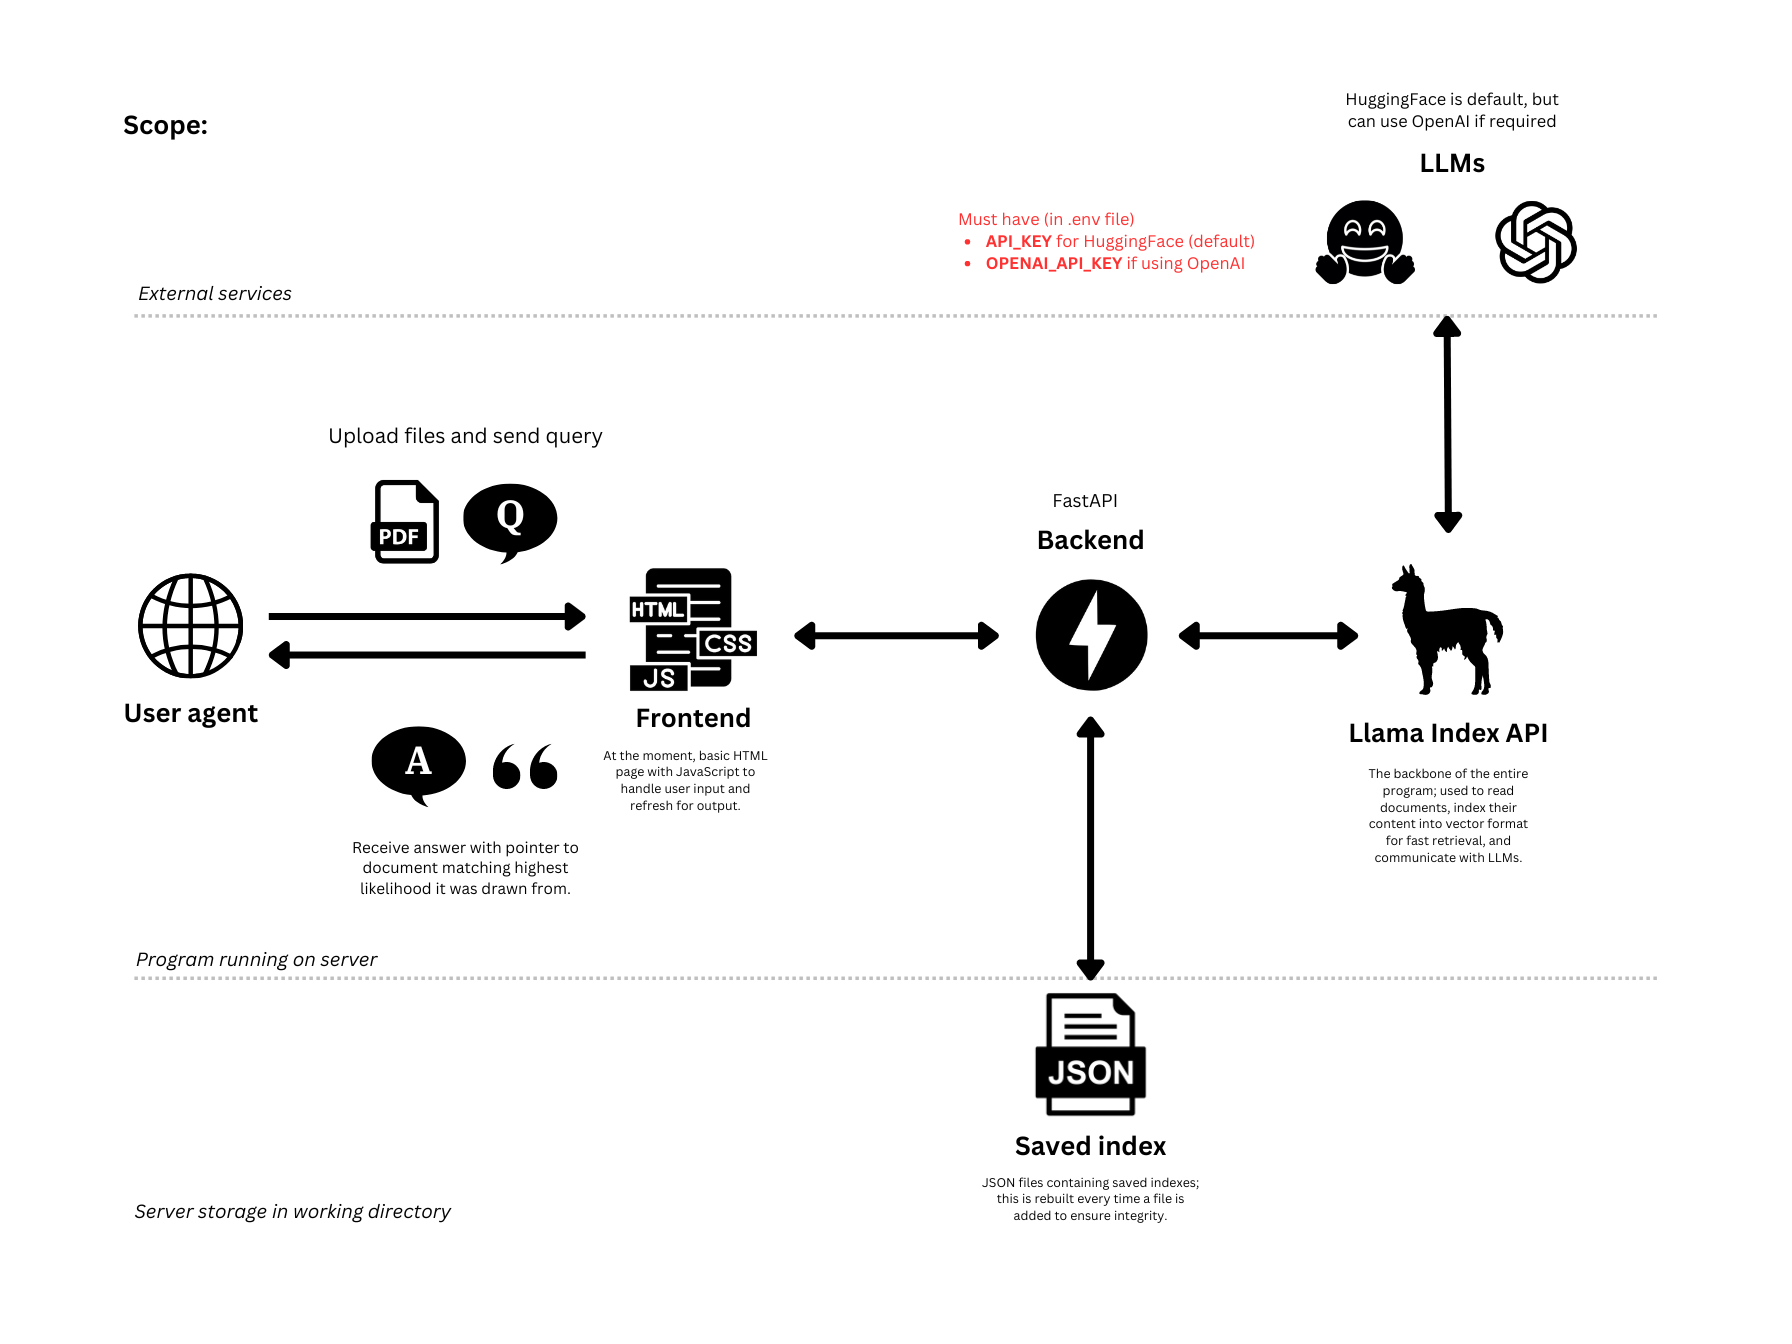 Scope:
HuggingFace is default, but
can use OpenAI if required
LLMs
Must have (in .env file)
• API_KEY for HuggingFace (default)
• OPENAI_API_KEY if using OpenAI
External services
Upload files and send query
PDF
Q
User agent
A
Receive answer with pointer to
document matching highest
likelihood it was drawn from.
HTML
CSS
JS
Frontend
At the moment, basic HTML
page with JavaScript to
handle user input and
refresh for output.
FastAPI
Backend
Llama Index API
The backbone of the entire
program; used to read
documents, index their
content into vector format
for fast retrieval, and
communicate with LLMs.
Program running on server
JSON
Saved index
JSON files containing saved indexes;
this is rebuilt every time a file is
added to ensure integrity.
Server storage in working directory